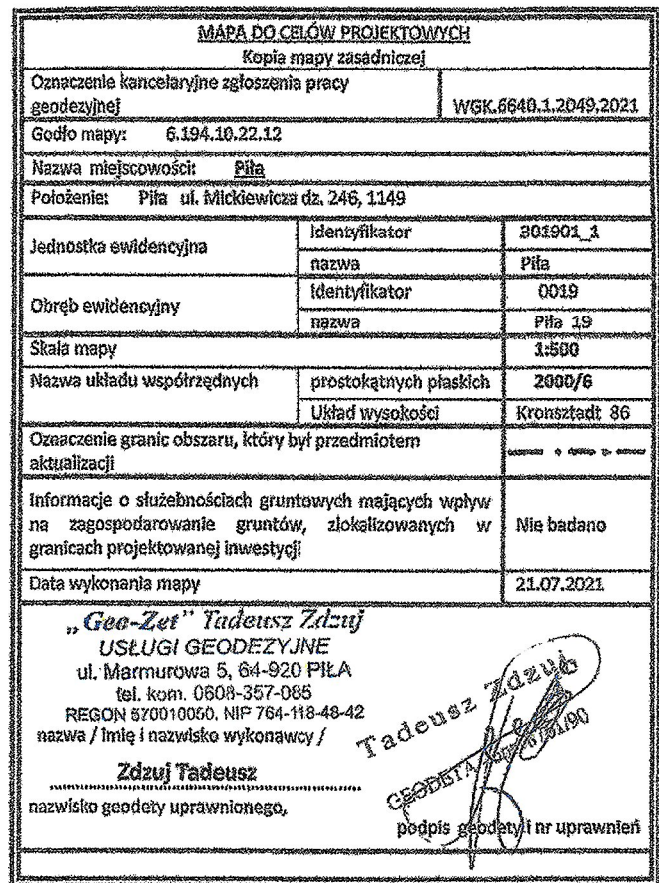 MAPA DO CELÓW PROJEKTOWYCH
Kopia mapy zasadniczej
Oznaczenie kancelaryjne zgłoszenia pracy
geodezyjnej WGK.6640.1.2049.2021
Godło mapy: 6.194.10.22.12
Nazwa miejscowości: Piła
Położenie: Piła ul. Mickiewicza dz. 246, 1149
Jednostka ewidencyjna Identyfikator 301901_1
nazwa Piła
Obręb ewidencyjny Identyfikator 0019
nazwa Piła 19
Skala mapy 1:500
Nazwa układu współrzędnych prostokątnych płaskich 2000/6
Układ wysokości Kronsztadt 86
Oznaczenie granic obszaru, który był przedmiotem
aktualizacji
Informacje o służebnościach gruntowych mających wpływ
na zagospodarowanie gruntów, zlokalizowanych w
granicach projektowanej inwestycji Nie badano
Data wykonania mapy 21.07.2021
„Geo-Zet" Tadeusz Zdzuj
USŁUGI GEODEZYJNE
ul. Marmurowa 5, 64-920 PIŁA
tel. kom. 0608-357-085
REGON 570010050, NIP 764-118-48-42
nazwa / imię i nazwisko wykonawcy /
Zdzuj Tadeusz
nazwisko geodety uprawnionego,
Tadeusz Zdzuj
GEODETA
podpis geodety i nr uprawnień